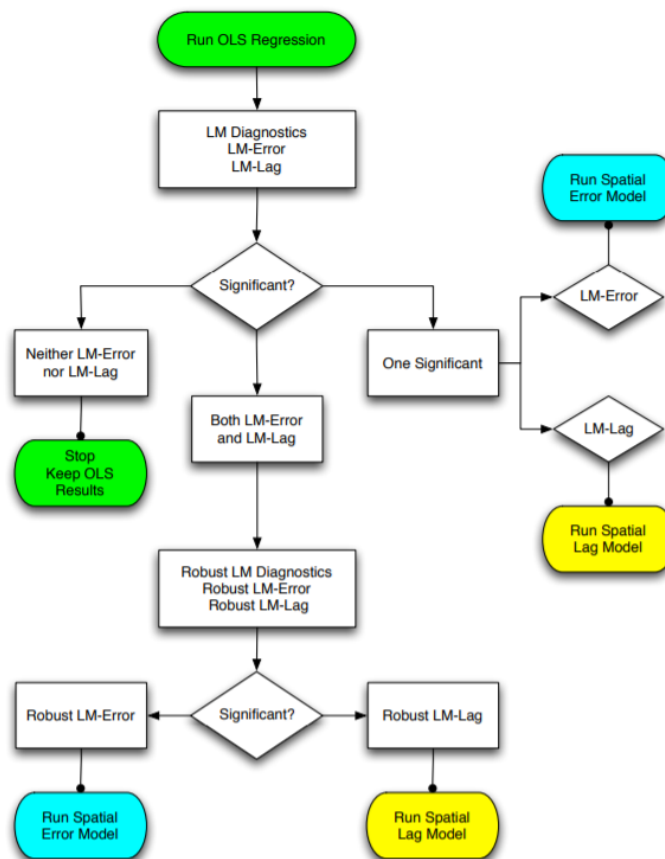 Run OLS Regression
LM Diagnostics
LM-Error
LM-Lag
Run Spatial
Error Model
Significant?
LM-Error
Neither LM-Error
nor LM-Lag
One Significant
Both LM-Error
and LM-Lag
LM-Lag
Stop
Keep OLS
Results
Run Spatial
Lag Model
Robust LM Diagnostics
Robust LM-Error
Robust LM-Lag
Robust LM-Error
Significant?
Robust LM-Lag
Run Spatial
Error Model
Run Spatial
Lag Model